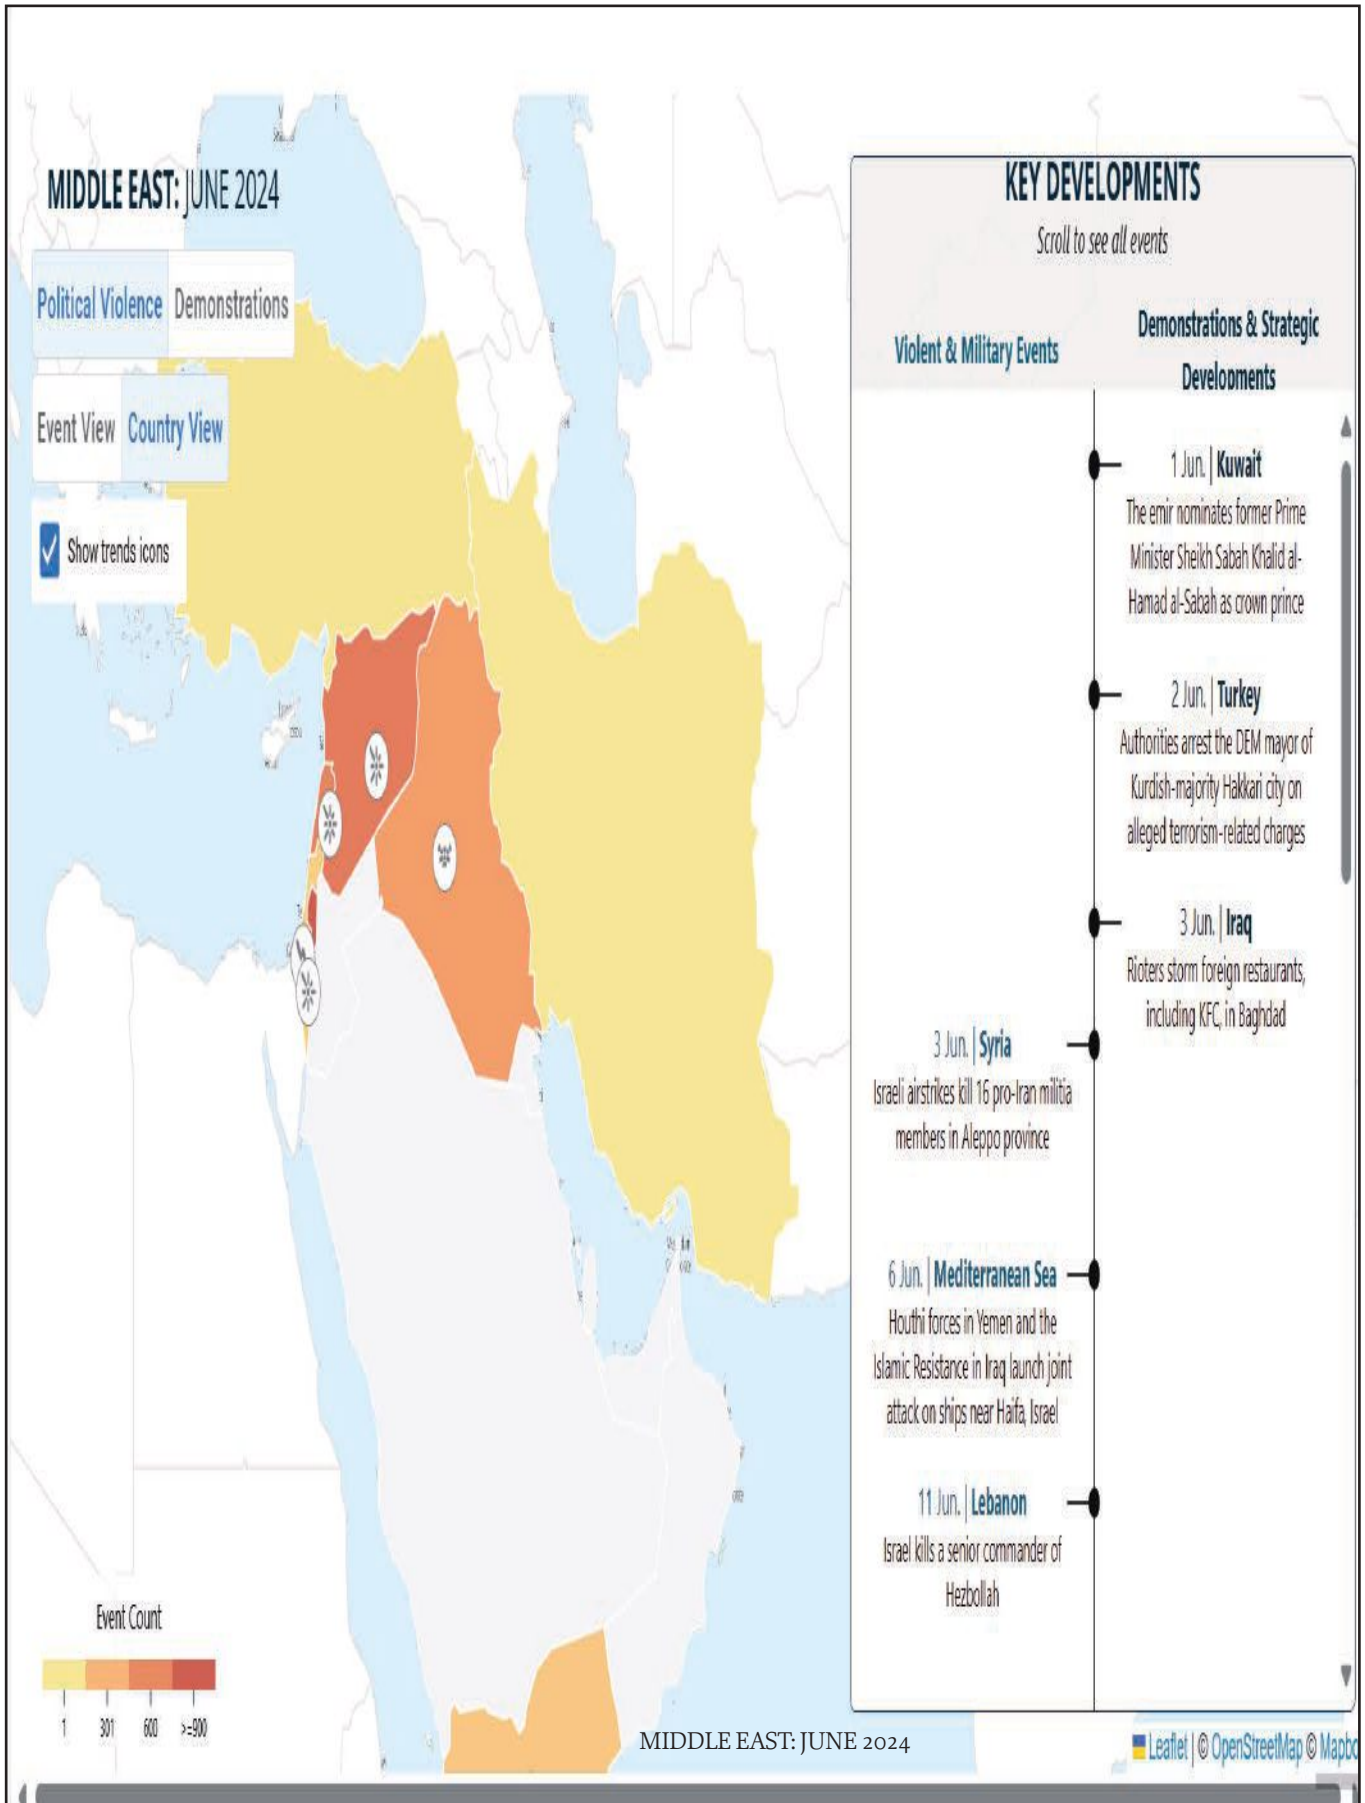 MIDDLE EAST: JUNE 2024
Political Violence Demonstrations
Event View Country View
Show trends icons
KEY DEVELOPMENTS
Scroll to see all events
Violent & Military Events
Demonstrations & Strategic
Developments
1 Jun. | Kuwait
The emir nominates former Prime
Minister Sheikh Sabah Khalid al-
Hamad al-Sabah as crown prince
2 Jun. | Turkey
Authorities arrest the DEM mayor of
Kurdish-majority Hakkari city on
alleged terrorism-related charges
3 Jun. | Iraq
Rioters storm foreign restaurants,
including KFC, in Baghdad
3 Jun. | Syria
Israeli airstrikes kill 16 pro-Iran militia
members in Aleppo province
6 Jun. | Mediterranean Sea
Houthi forces in Yemen and the
Islamic Resistance in Iraq launch joint
attack on ships near Haifa, Israel
11 Jun. | Lebanon
Israel kills a senior commander of
Hezbollah
Event Count
1 301 600 >=900
MIDDLE EAST: JUNE 2024
Leaflet | © OpenStreetMap © Mapbo